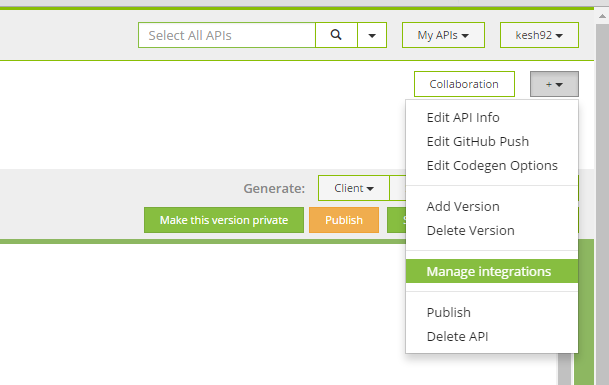 Select All APIs
My APIs
kesh92
Collaboration
+
Edit API Info
Edit GitHub Push
Edit Codegen Options
Generate:
Client
Add Version
Make this version private
Publish
Delete Version
Manage integrations
Publish
Delete API